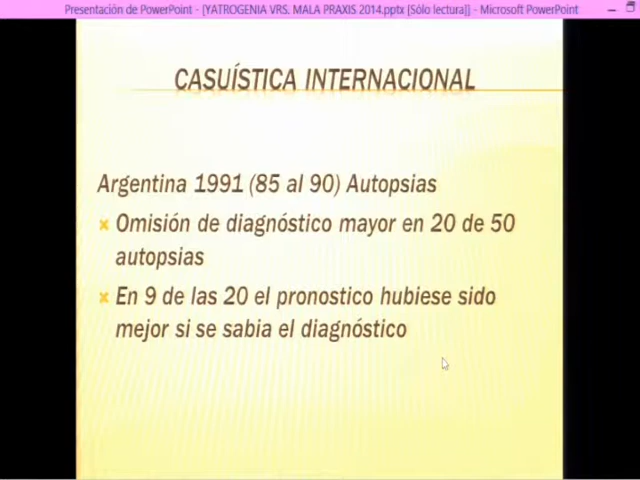 Presentación de PowerPoint - [YATROGENIA VRS. MALA PRAXIS 2014.pptx [Sólo lectura]] - Microsoft PowerPoint
CASUÍSTICA INTERNACIONAL
Argentina 1991 (85 al 90) Autopsias
Omisión de diagnóstico mayor en 20 de 50
autopsias
En 9 de las 20 el pronostico hubiese sido
mejor si se sabia el diagnóstico